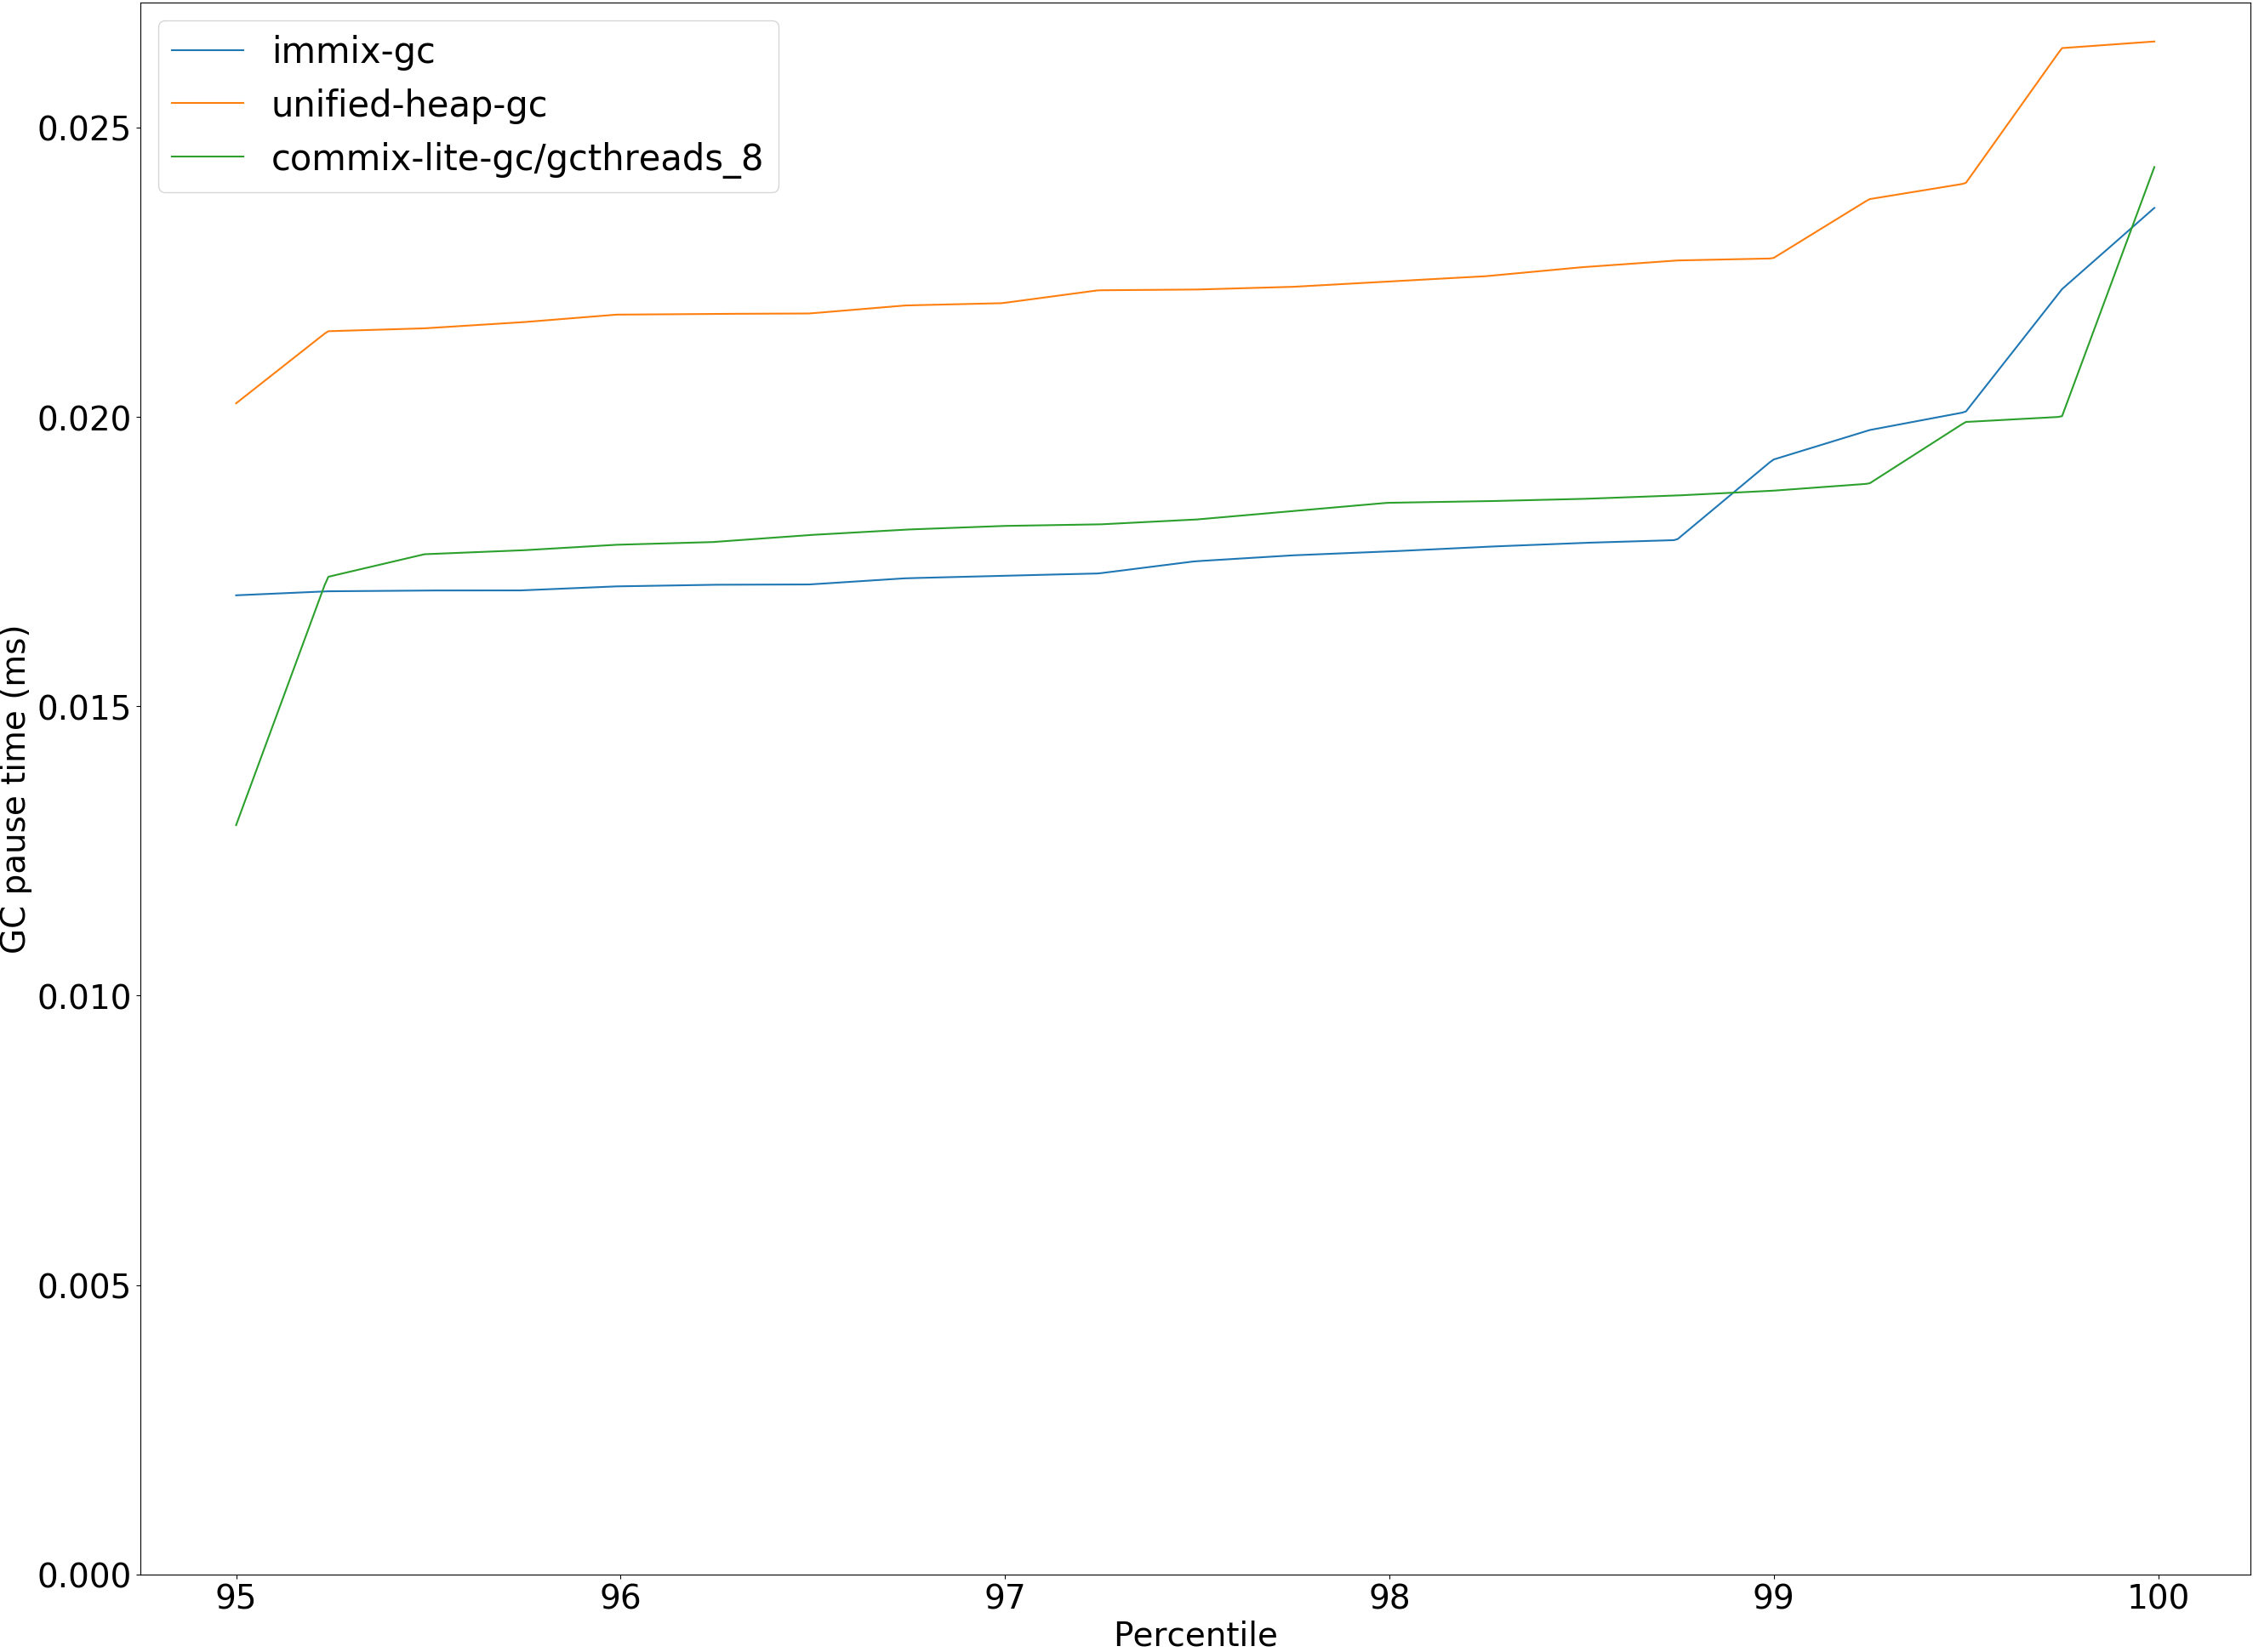 immix-gc
unified-heap-gc
commix-lite-gc/gcthreads_8
GC pause time (ms)
0.025
0.020
0.015
0.010
0.005
0.000
95 96 97 98 99 100
Percentile